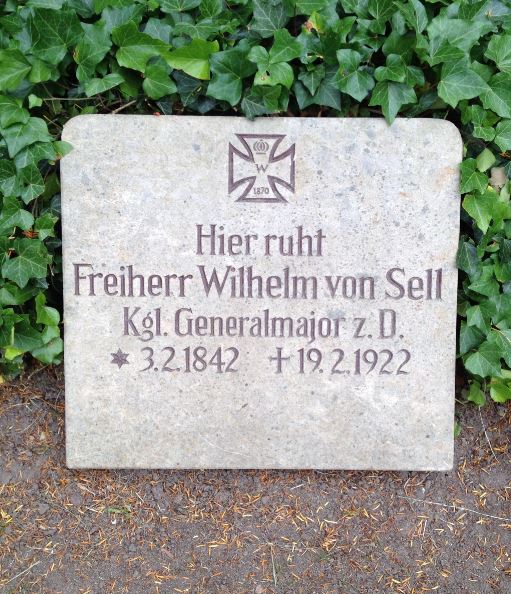 W
1870
Hier ruht
Freiherr Wilhelm von Sell
Kgl. Generalmajor z. D.
* 3.2.1842 † 19.2.1922